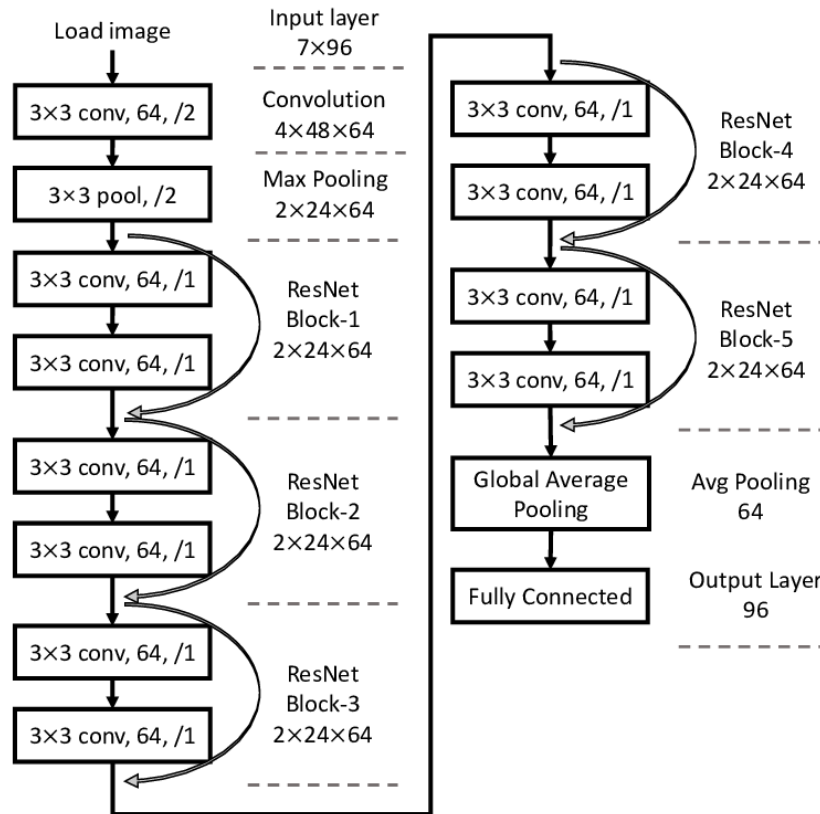 Load image
Input layer
7×96
3×3 conv, 64, /2
Convolution
4×48×64
3×3 pool, /2
Max Pooling
2×24×64
3×3 conv, 64, /1
3×3 conv, 64, /1
ResNet
Block-1
2×24×64
3×3 conv, 64, /1
3×3 conv, 64, /1
ResNet
Block-2
2×24×64
3×3 conv, 64, /1
3×3 conv, 64, /1
ResNet
Block-3
2×24×64
3×3 conv, 64, /1
3×3 conv, 64, /1
ResNet
Block-4
2×24×64
3×3 conv, 64, /1
3×3 conv, 64, /1
ResNet
Block-5
2×24×64
Global Average
Pooling
Avg Pooling
64
Fully Connected
Output Layer
96